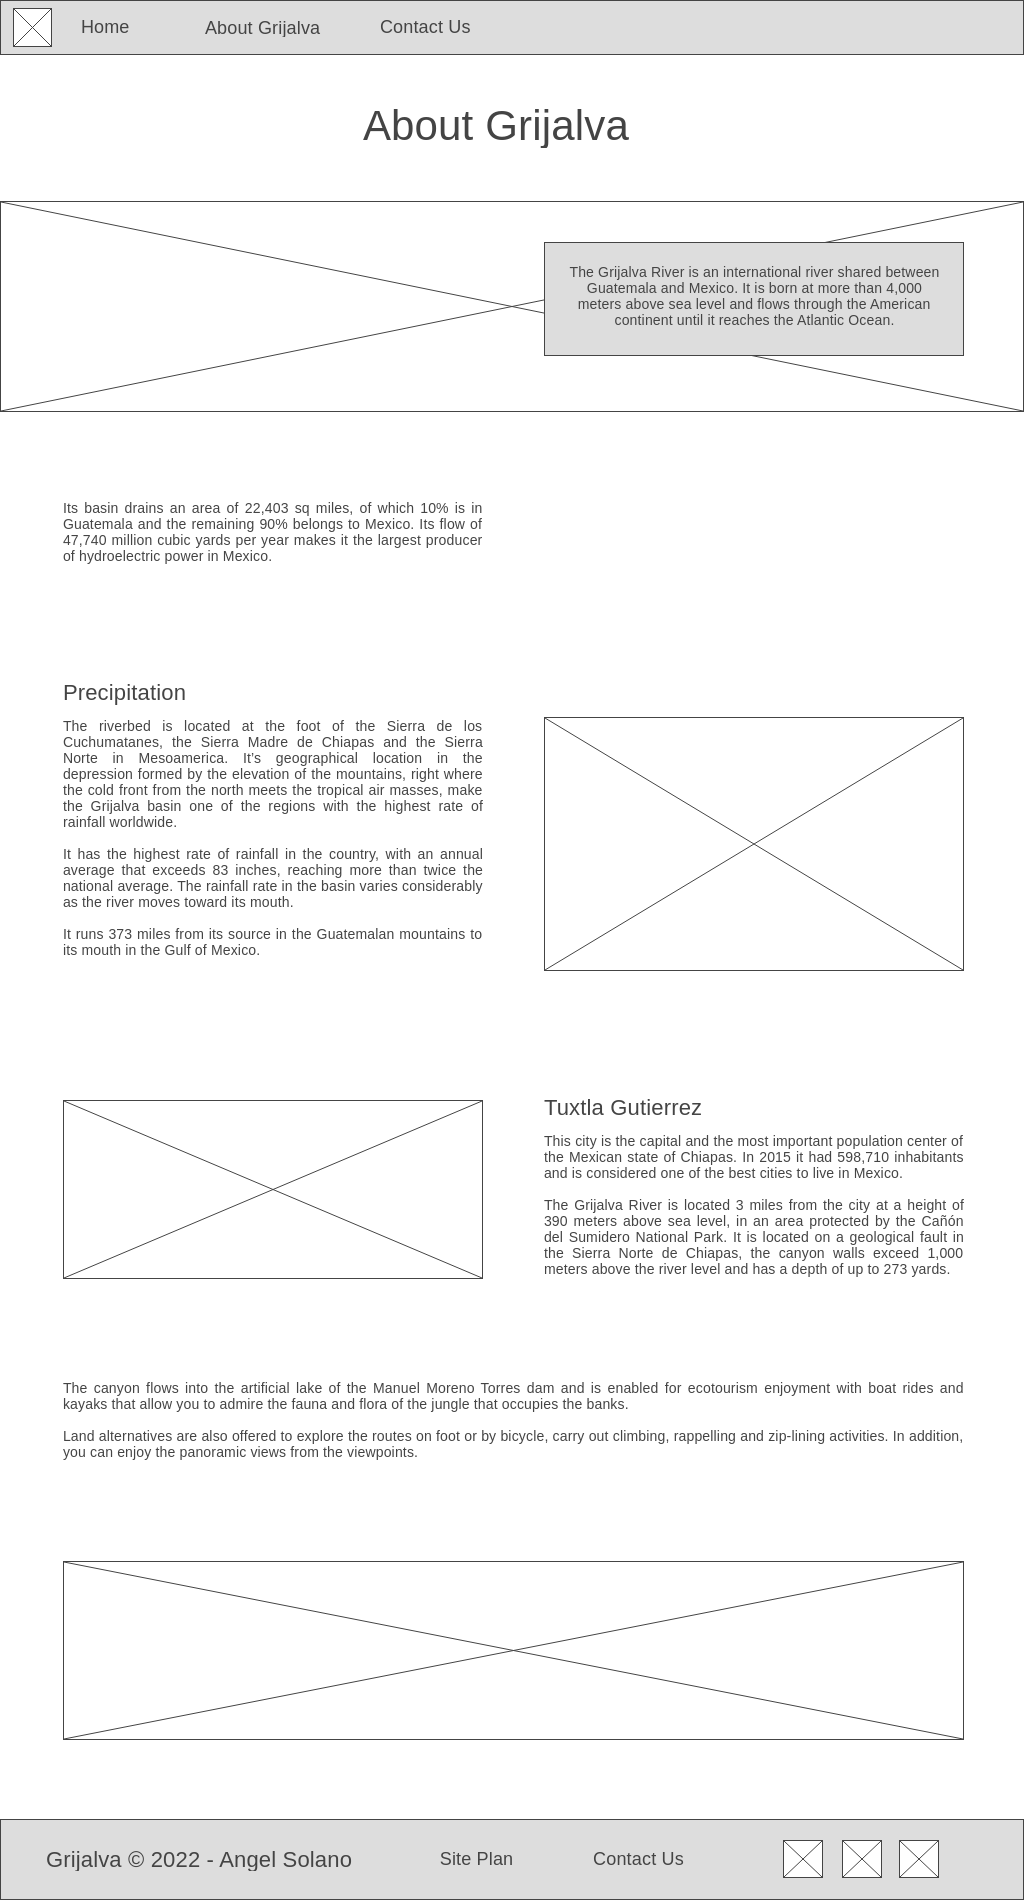 Home
About Grijalva
Contact Us
About Grijalva
The Grijalva River is an international river shared between
Guatemala and Mexico. It is born at more than 4,000
meters above sea level and flows through the American
continent until it reaches the Atlantic Ocean.
Its basin drains an area of 22,403 sq miles, of which 10% is in
Guatemala and the remaining 90% belongs to Mexico. Its flow of
47,740 million cubic yards per year makes it the largest producer
of hydroelectric power in Mexico.
Precipitation
The riverbed is located at the foot of the Sierra de los
Cuchumatanes, the Sierra Madre de Chiapas and the Sierra
Norte in Mesoamerica. It's geographical location in the
depression formed by the elevation of the mountains, right where
the cold front from the north meets the tropical air masses, make
the Grijalva basin one of the regions with the highest rate of
rainfall worldwide.
It has the highest rate of rainfall in the country, with an annual
average that exceeds 83 inches, reaching more than twice the
national average. The rainfall rate in the basin varies considerably
as the river moves toward its mouth.
It runs 373 miles from its source in the Guatemalan mountains to
its mouth in the Gulf of Mexico.
Tuxtla Gutierrez
This city is the capital and the most important population center of
the Mexican state of Chiapas. In 2015 it had 598,710 inhabitants
and is considered one of the best cities to live in Mexico.
The Grijalva River is located 3 miles from the city at a height of
390 meters above sea level, in an area protected by the Cañón
del Sumidero National Park. It is located on a geological fault in
the Sierra Norte de Chiapas, the canyon walls exceed 1,000
meters above the river level and has a depth of up to 273 yards.
The canyon flows into the artificial lake of the Manuel Moreno Torres dam and is enabled for ecotourism enjoyment with boat rides and
kayaks that allow you to admire the fauna and flora of the jungle that occupies the banks.
Land alternatives are also offered to explore the routes on foot or by bicycle, carry out climbing, rappelling and zip-lining activities. In addition,
you can enjoy the panoramic views from the viewpoints.
Grijalva © 2022 - Angel Solano
Site Plan
Contact Us